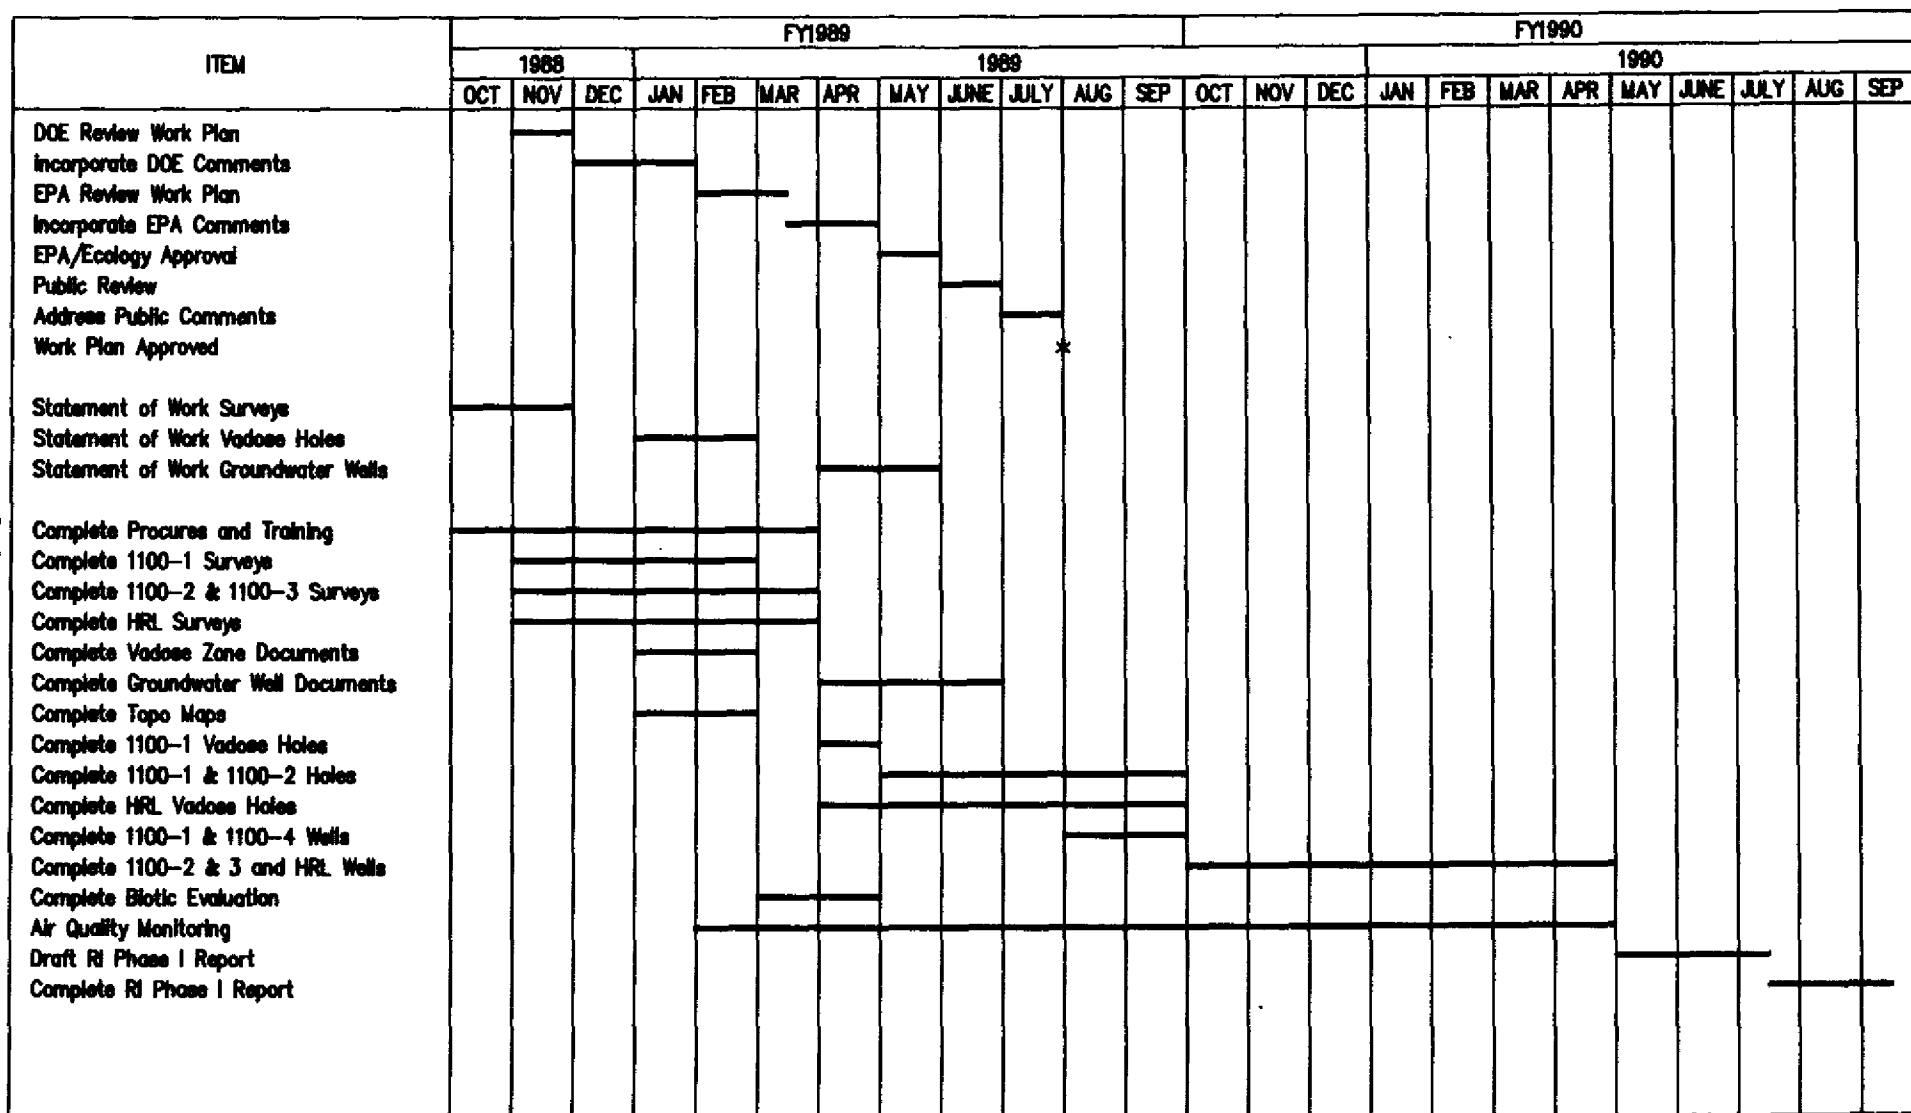 FY1989 FY1990
ITEM 1988 1989 1990
OCT NOV DEC JAN FEB MAR APR MAY JUNE JULY AUG SEP OCT NOV DEC JAN FEB MAR APR MAY JUNE JULY AUG SEP
DOE Review Work Plan
Incorporate DOE Comments
EPA Review Work Plan
Incorporate EPA Comments
EPA/Ecology Approval
Public Review
Address Public Comments
Work Plan Approved *
Statement of Work Surveys
Statement of Work Vadose Holes
Statement of Work Groundwater Wells
Complete Procures and Training
Complete 1100-1 Surveys
Complete 1100-2 & 1100-3 Surveys
Complete HRL Surveys
Complete Vadose Zone Documents
Complete Groundwater Well Documents
Complete Topo Maps
Complete 1100-1 Vadose Holes
Complete 1100-1 & 1100-2 Holes
Complete HRL Vadose Holes
Complete 1100-1 & 1100-4 Wells
Complete 1100-2 & 3 and HRL Wells
Complete Biotic Evaluation
Air Quality Monitoring
Draft RI Phase I Report
Complete RI Phase I Report